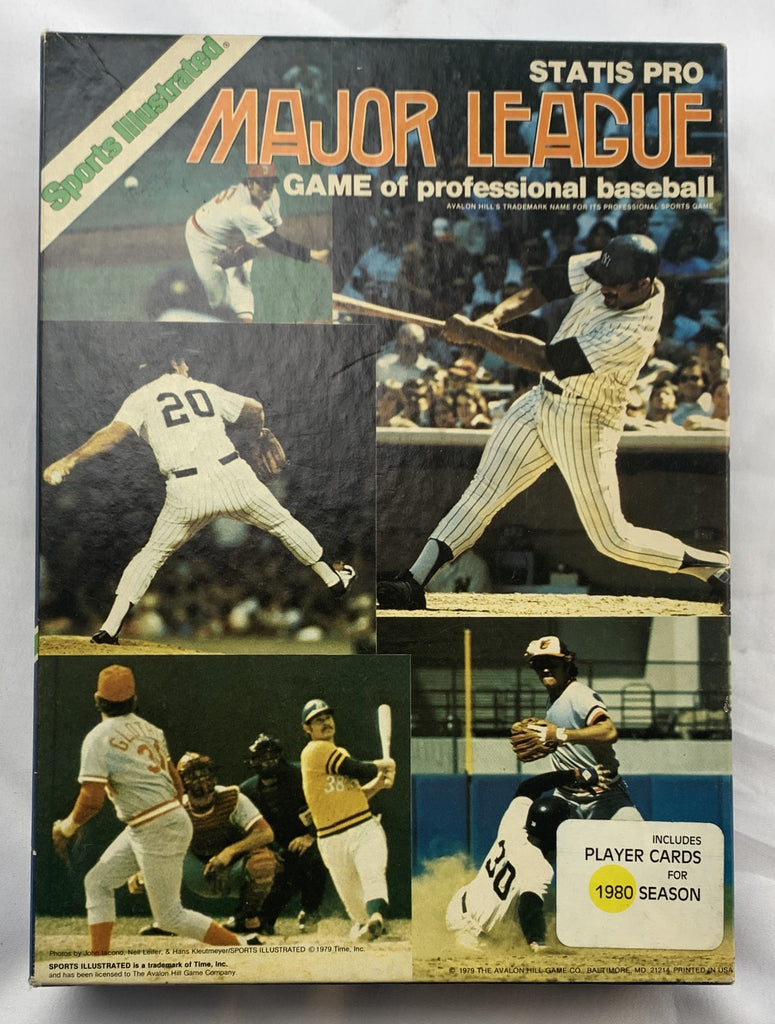 Sports Illustrated®
STATIS PRO
MAJOR LEAGUE
GAME of professional baseball
AVALON HILL'S TRADEMARK NAME FOR ITS PROFESSIONAL SPORTS GAME
NY
20
38
30
INCLUDES
PLAYER CARDS
FOR
1980 SEASON
Photos by John Iacono, Neil Leifer, & Hans Kleutmeyer/SPORTS ILLUSTRATED © 1979 Time, Inc.
SPORTS ILLUSTRATED is a trademark of Time, Inc.
and has been licensed to The Avalon Hill Game Company.
© 1979 THE AVALON HILL GAME CO., BALTIMORE, MD 21214 PRINTED IN USA